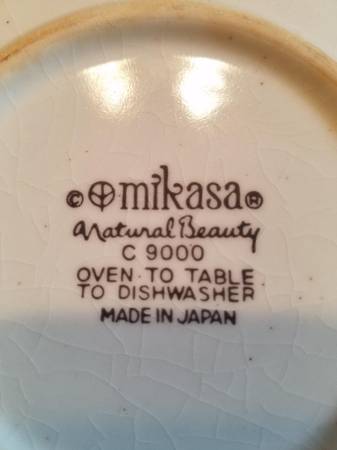 © mikasa ®
Natural Beauty
C 9000
OVEN TO TABLE
TO DISHWASHER
MADE IN JAPAN